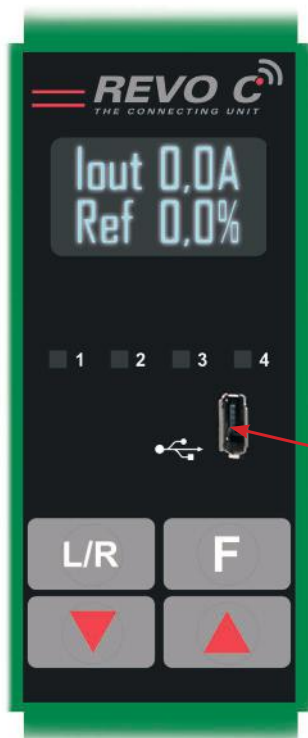 REVO C
THE CONNECTING UNIT
Iout 0,0A
Ref 0,0%
1 2 3 4
L/R F